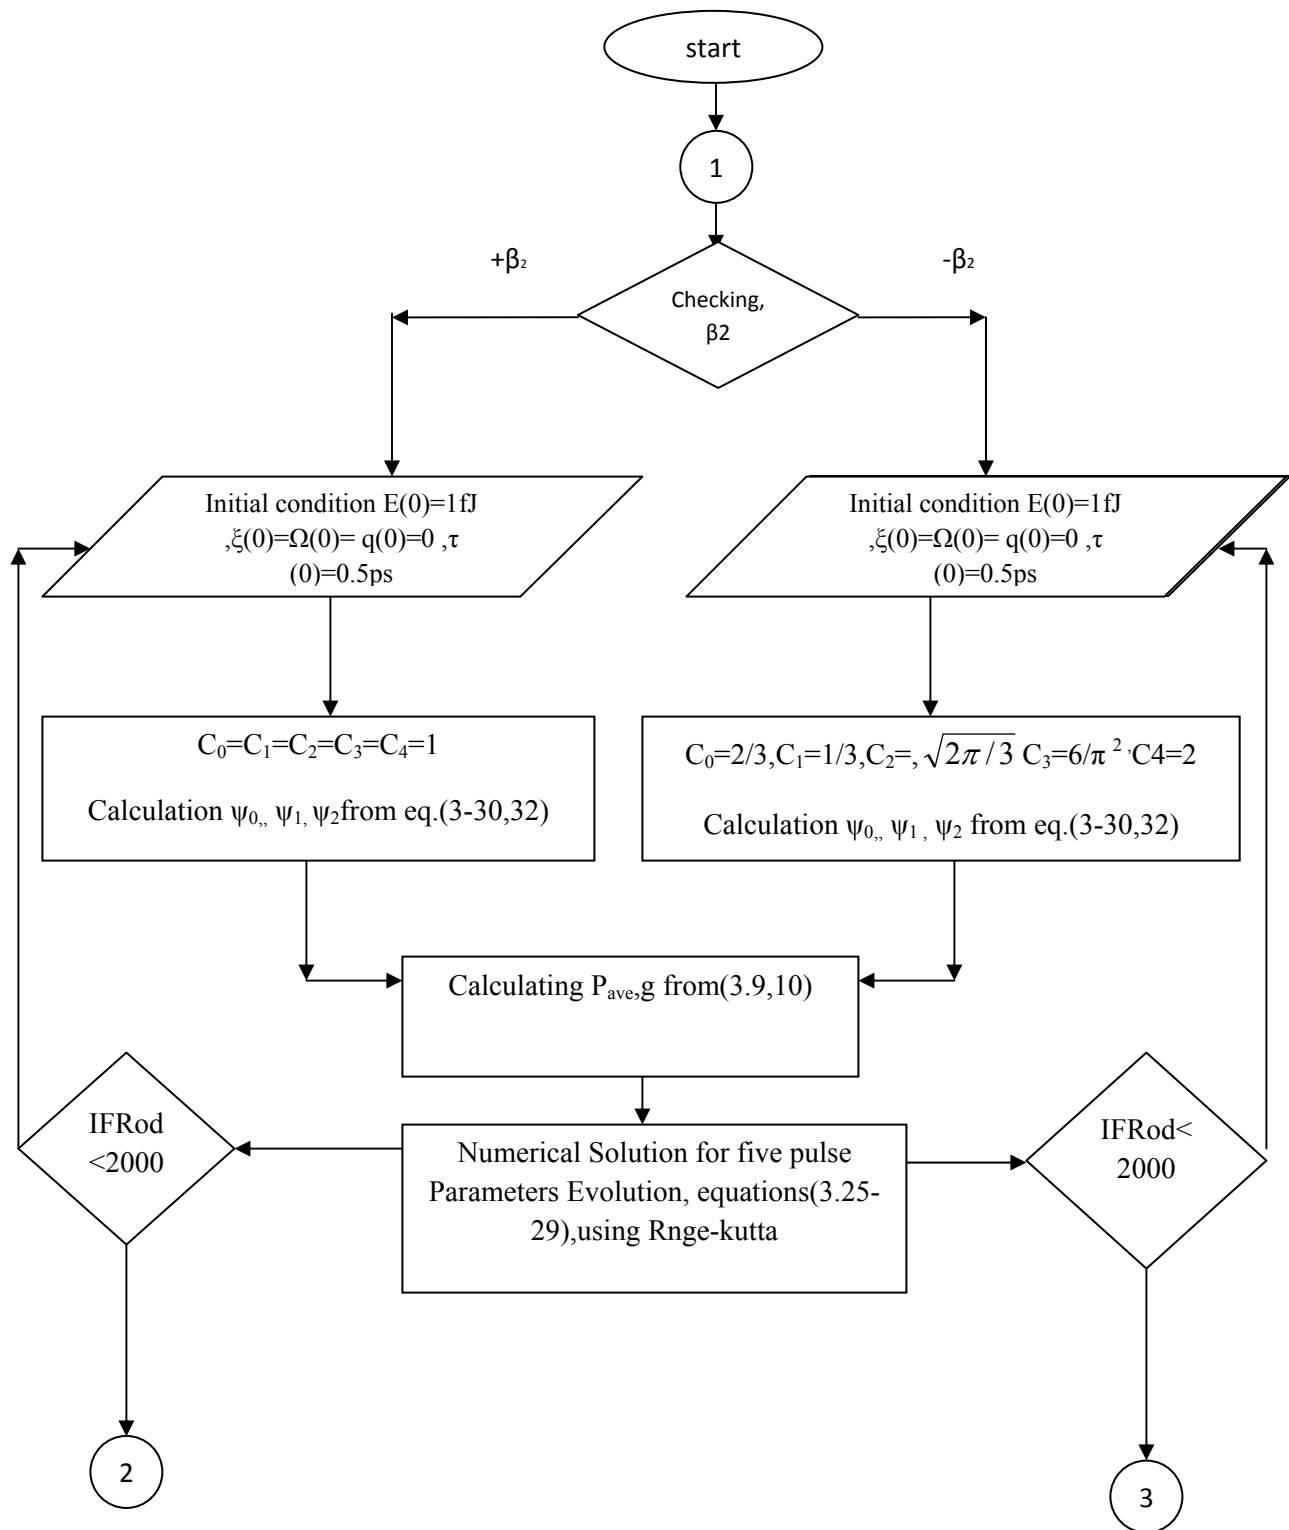 start
1
+β₂
-β₂
Checking,
β2
Initial condition E(0)=1fJ
,ξ(0)=Ω(0)= q(0)=0 ,τ
(0)=0.5ps
Initial condition E(0)=1fJ
,ξ(0)=Ω(0)= q(0)=0 ,τ
(0)=0.5ps
C₀=C₁=C₂=C₃=C₄=1
Calculation ψ₀,, ψ₁, ψ₂from eq.(3-30,32)
C₀=2/3,C₁=1/3,C₂=, √(2π/3) C₃=6/π ² ,C4=2
Calculation ψ₀,, ψ₁ , ψ₂ from eq.(3-30,32)
Calculating Pₐᵥₑ,g from(3.9,10)
IFRod
<2000
Numerical Solution for five pulse
Parameters Evolution, equations(3.25-
29),using Rnge-kutta
IFRod<
2000
2
3